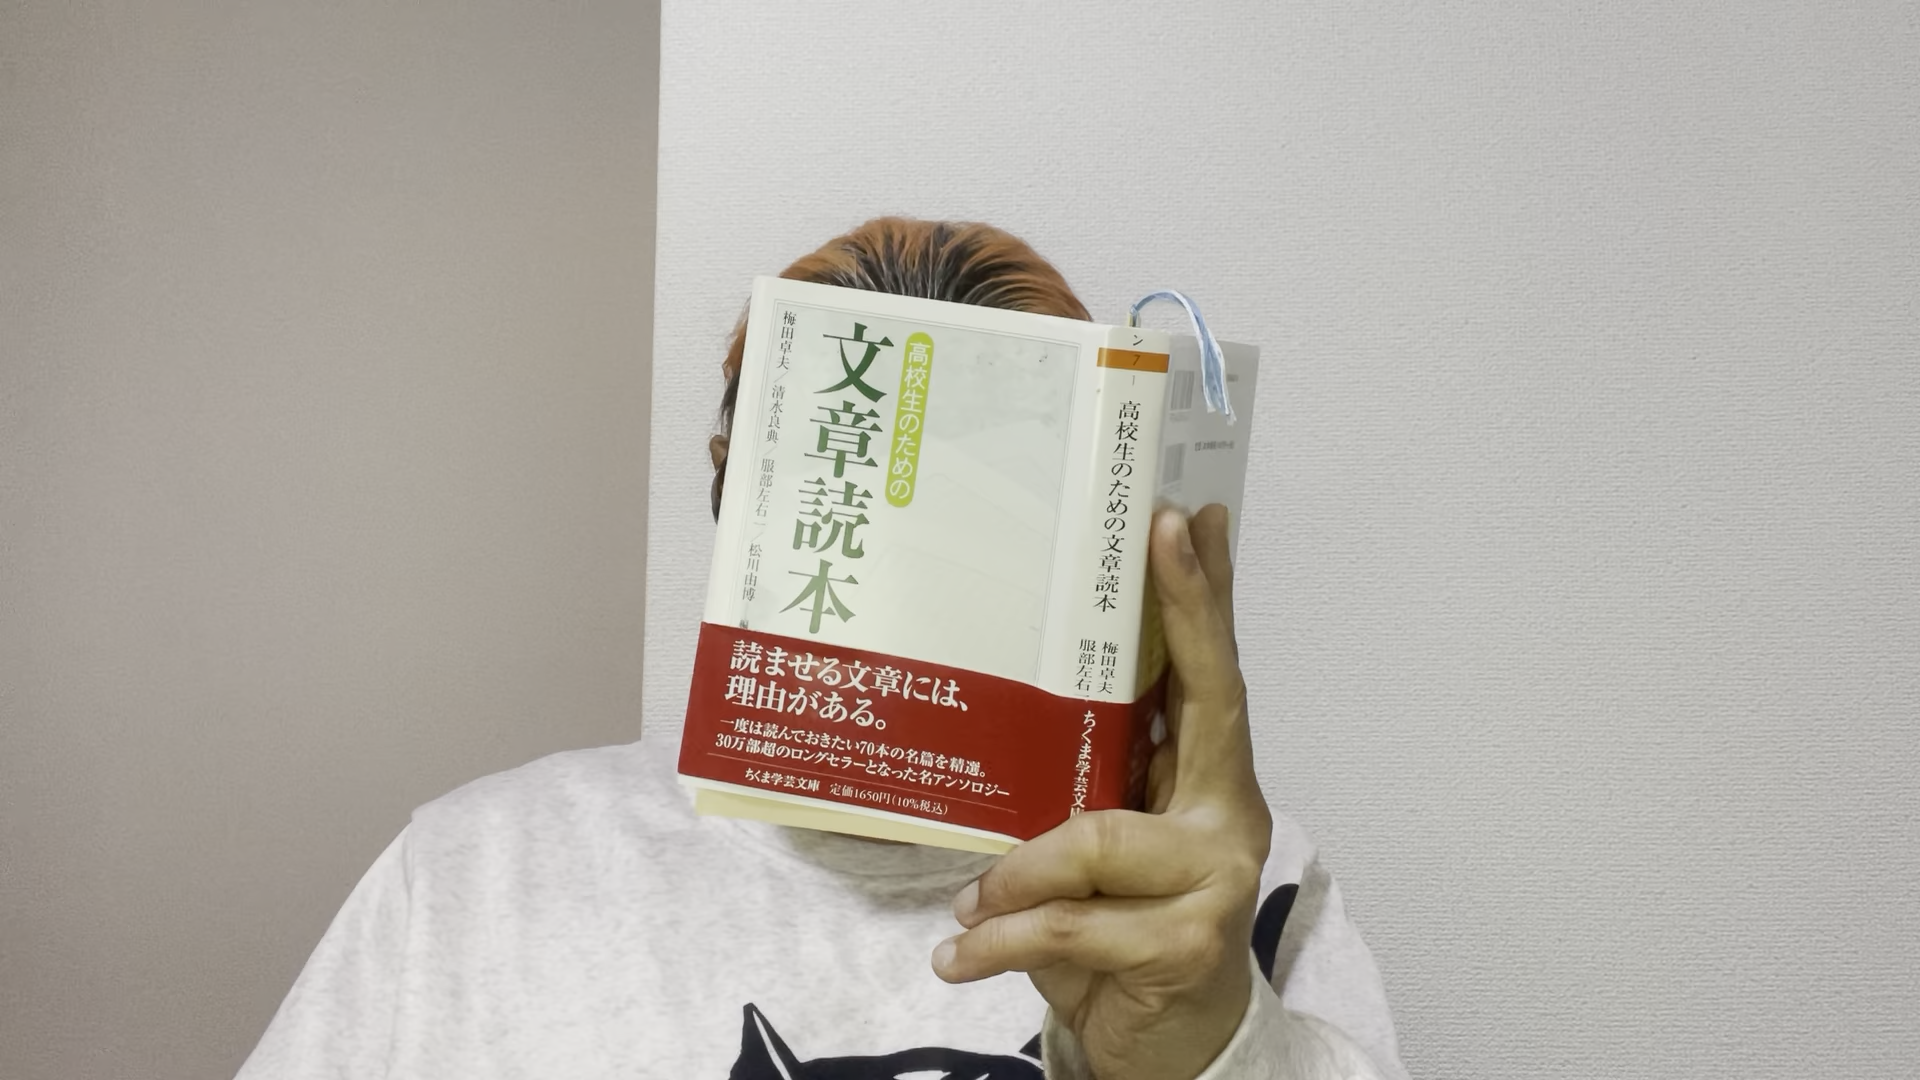 高校生のための
文章読本
梅田卓夫/清水良典/服部左右一/松川由博 編
読ませる文章には、
理由がある。
一度は読んでおきたい70本の名篇を精選。
30万部超のロングセラーとなった名アンソロジー
ちくま学芸文庫 定価1650円(10%税込)
高校生のための文章読本
梅田卓夫
服部左右一
ちくま学芸文庫